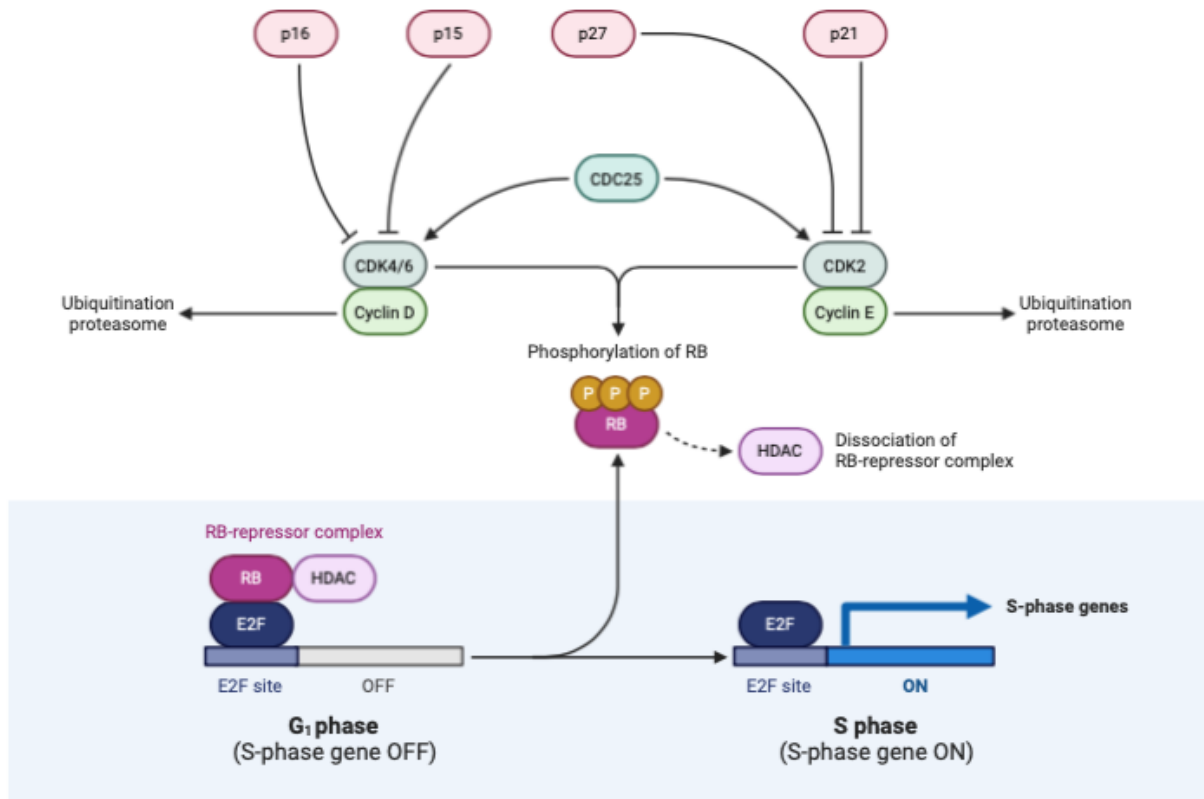 p16
p15
p27
p21
CDC25
CDK4/6
CDK2
Cyclin D
Cyclin E
Ubiquitination
proteasome
Ubiquitination
proteasome
Phosphorylation of RB
P P P
RB
HDAC
Dissociation of
RB-repressor complex
RB-repressor complex
RB
HDAC
E2F
E2F
S-phase genes
E2F site
OFF
E2F site
ON
G₁ phase
(S-phase gene OFF)
S phase
(S-phase gene ON)